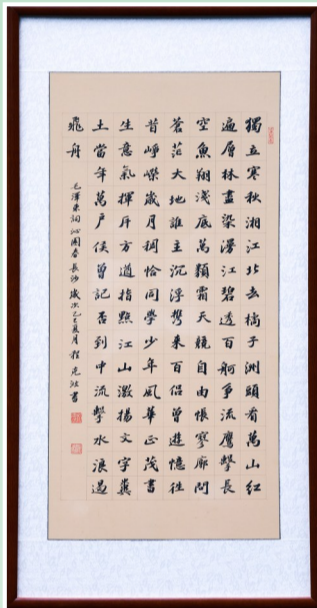 獨立寒秋湘江北去橘子洲頭看萬山紅
遍層林盡染漫江碧透百舸爭流鷹擊長
空魚翔淺底萬類霜天競自由悵寥廓問
蒼茫大地誰主沉浮攜來百侶曾遊憶往
昔崢嶸歲月稠恰同學少年風華正茂書
生意氣揮斥方遒指點江山激揚文字糞
土當年萬戶侯曾記否到中流擊水浪遏
飛舟
毛澤東詞沁園春長沙 歲次乙巳夏月 程克書